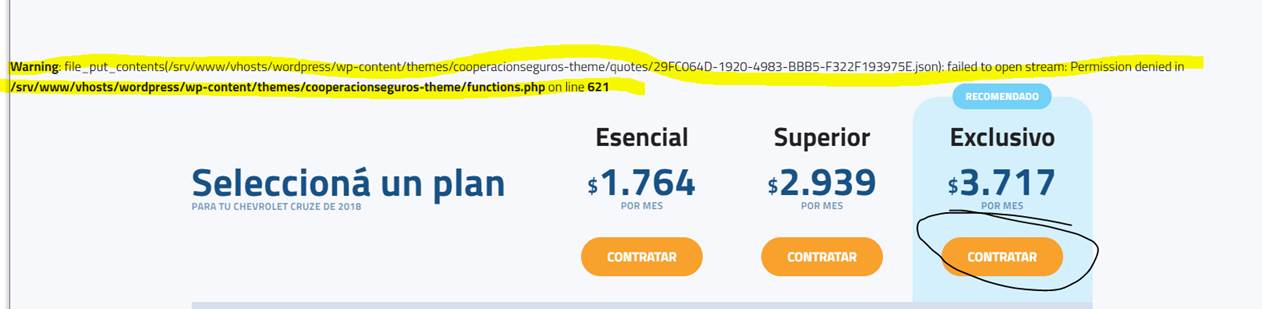 Warning: file_put_contents(/srv/www/vhosts/wordpress/wp-content/themes/cooperacionseguros-theme/quotes/29FC064D-1920-4983-BBB5-F322F193975E.json): failed to open stream: Permission denied in
/srv/www/vhosts/wordpress/wp-content/themes/cooperacionseguros-theme/functions.php on line 621
RECOMENDADO
Esencial Superior Exclusivo
Seleccioná un plan $1.764 $2.939 $3.717
PARA TU CHEVROLET CRUZE DE 2018 POR MES POR MES POR MES
CONTRATAR CONTRATAR CONTRATAR